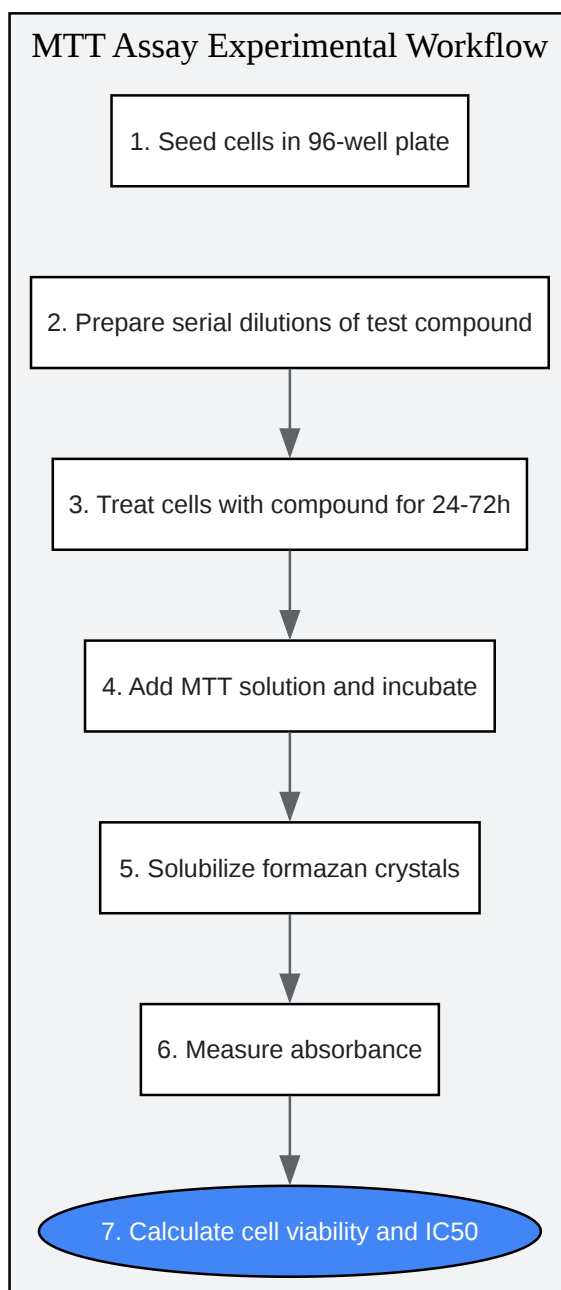 MTT Assay Experimental Workflow
1. Seed cells in 96-well plate
2. Prepare serial dilutions of test compound
3. Treat cells with compound for 24-72h
4. Add MTT solution and incubate
5. Solubilize formazan crystals
6. Measure absorbance
7. Calculate cell viability and IC50